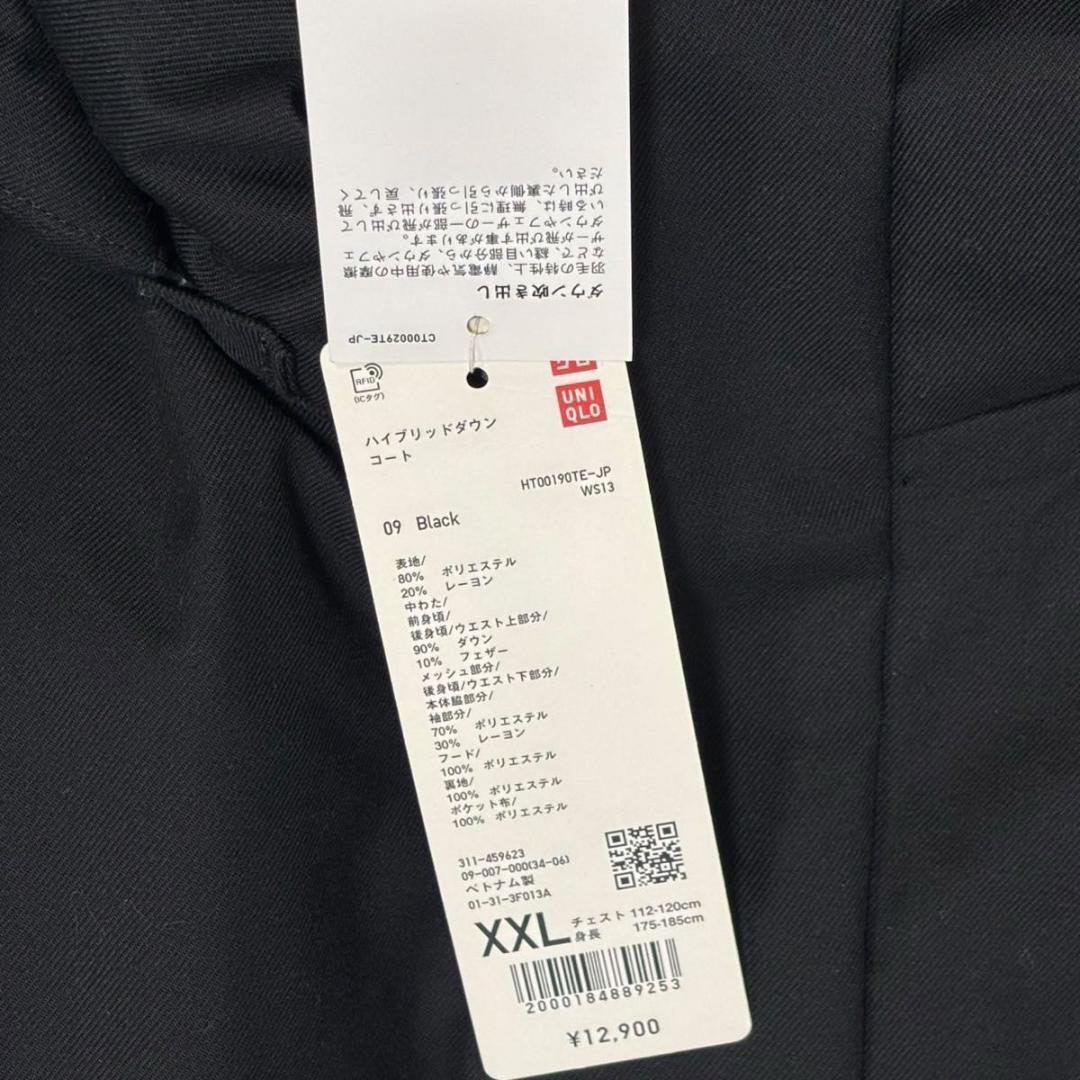 CT00029TE-JP
ダウン吹き出し
羽毛の特性上、静電気や使用中の摩擦
などで、縫い目部分から、ダウンやフェ
ザーが飛び出す事があります。
ダウンやフェザーの一部が飛び出して
いる時は、無理に引っ張り出さず、飛
び出した裏側から引っ張り、戻してく
ださい。
RFID
(ICタグ)
UNI
QLO
ハイブリッドダウン
コート
HT00190TE-JP
WS13
09 Black
表地/
80% ポリエステル
20% レーヨン
中わた/
前身頃/
後身頃/ウエスト上部分/
90% ダウン
10% フェザー
メッシュ部分/
後身頃/ウエスト下部分/
本体脇部分/
袖部分/
70% ポリエステル
30% レーヨン
フード/
100% ポリエステル
裏地/
100% ポリエステル
ポケット布/
100% ポリエステル
311-459623
09-007-000(34-06)
ベトナム製
01-31-3F013A
XXL チェスト 112-120cm
身長 175-185cm
2000184889253
¥12,900